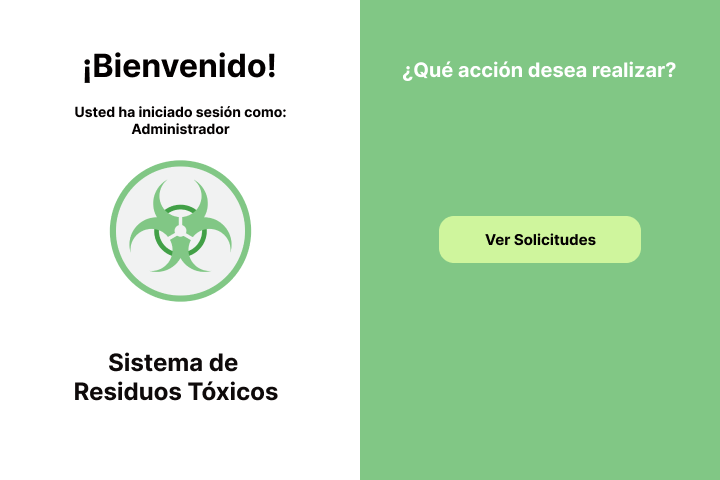 ¡Bienvenido!
Usted ha iniciado sesión como:
Administrador
Sistema de
Residuos Tóxicos
¿Qué acción desea realizar?
Ver Solicitudes